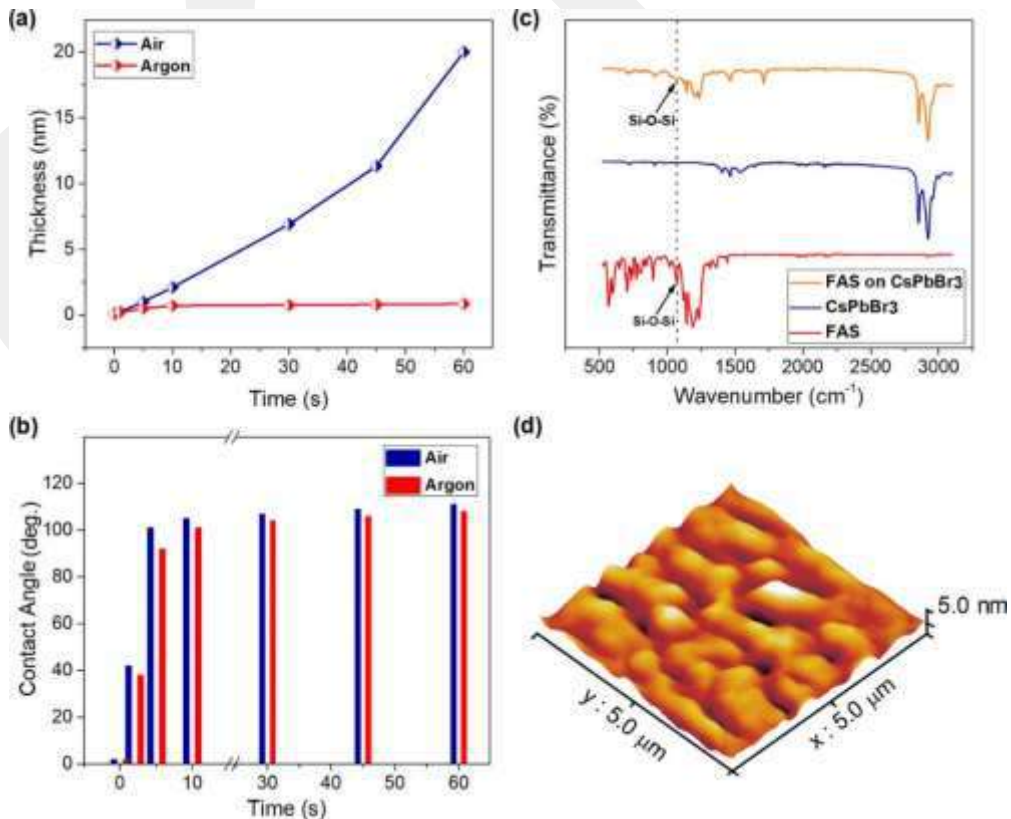 (a)
Air
Argon
20
15
10
5
0
Thickness (nm)
0 10 20 30 40 50 60
Time (s)
(c)
Si-O-Si
Si-O-Si
FAS on CsPbBr3
CsPbBr3
FAS
Transmittance (%)
500 1000 1500 2000 2500 3000
Wavenumber (cm⁻¹)
(b)
Air
Argon
120
100
80
60
40
20
0
Contact Angle (deg.)
0 10 30 40 50 60
Time (s)
(d)
5.0 nm
y : 5.0 µm
x : 5.0 µm